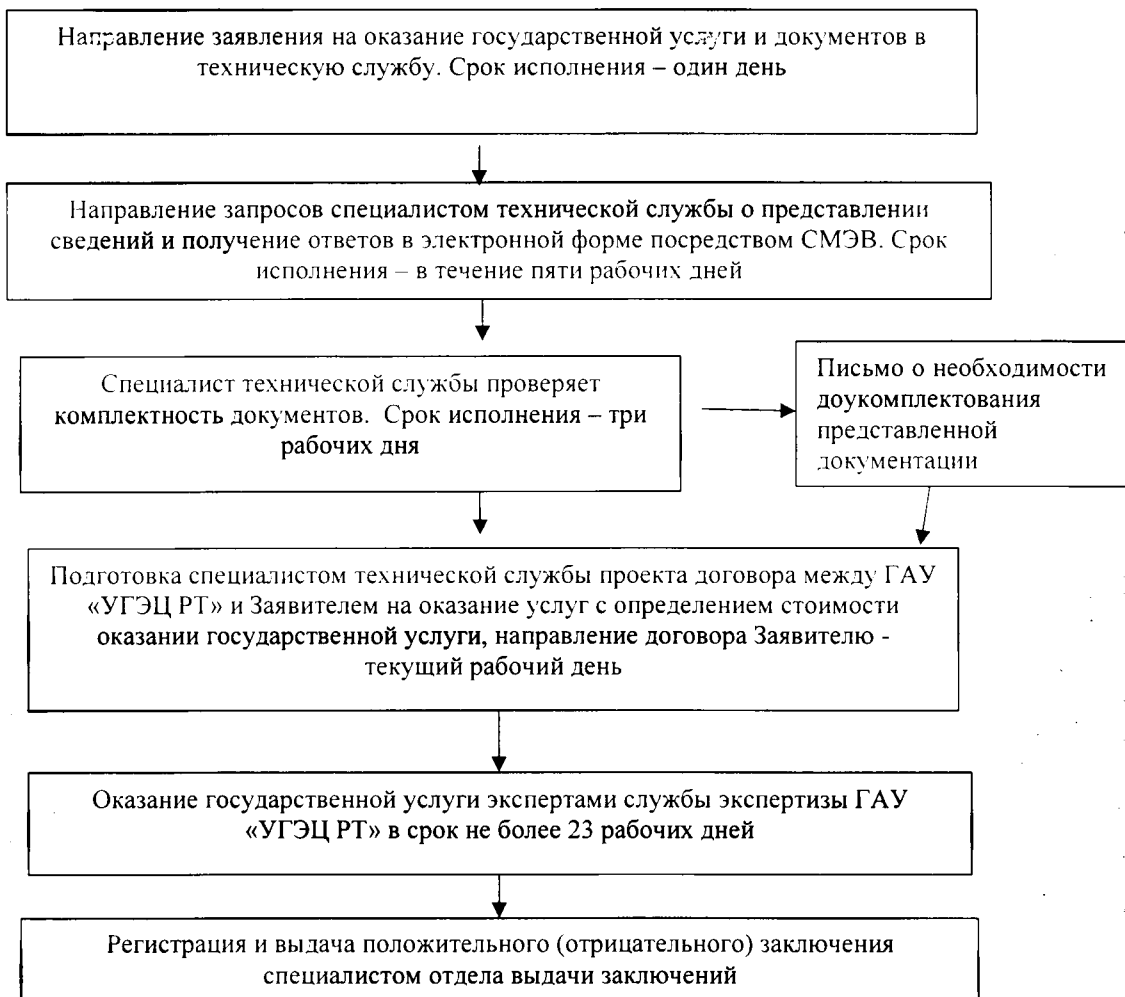 Направление заявления на оказание государственной услуги и документов в
техническую службу. Срок исполнения – один день
Направление запросов специалистом технической службы о представлении
сведений и получение ответов в электронной форме посредством СМЭВ. Срок
исполнения – в течение пяти рабочих дней
Специалист технической службы проверяет
комплектность документов. Срок исполнения – три
рабочих дня
Письмо о необходимости
доукомплектования
представленной
документации
Подготовка специалистом технической службы проекта договора между ГАУ
«УГЭЦ РТ» и Заявителем на оказание услуг с определением стоимости
оказании государственной услуги, направление договора Заявителю -
текущий рабочий день
Оказание государственной услуги экспертами службы экспертизы ГАУ
«УГЭЦ РТ» в срок не более 23 рабочих дней
Регистрация и выдача положительного (отрицательного) заключения
специалистом отдела выдачи заключений